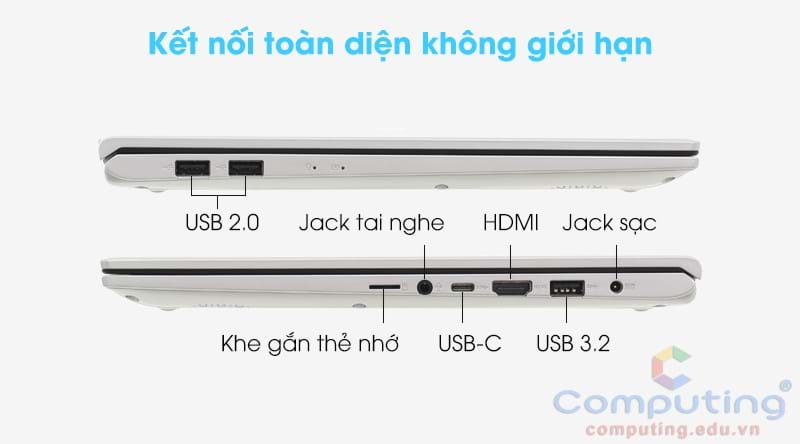 Kết nối toàn diện không giới hạn
USB 2.0
Jack tai nghe
HDMI
Jack sạc
Khe gắn thẻ nhớ
USB-C
USB 3.2
Computing®
computing.edu.vn